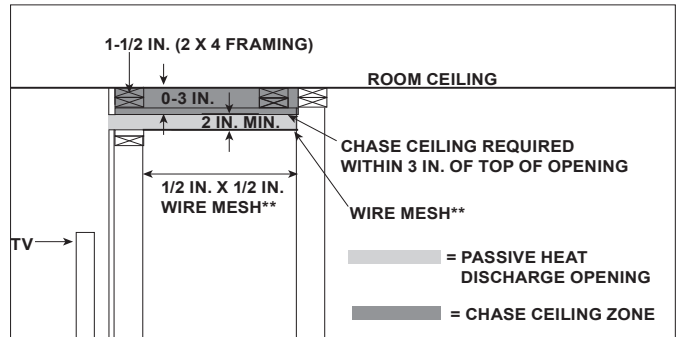 1-1/2 IN. (2 X 4 FRAMING)
ROOM CEILING
0-3 IN.
2 IN. MIN.
CHASE CEILING REQUIRED
WITHIN 3 IN. OF TOP OF OPENING
1/2 IN. X 1/2 IN.
WIRE MESH**
WIRE MESH**
TV
= PASSIVE HEAT
DISCHARGE OPENING
= CHASE CEILING ZONE